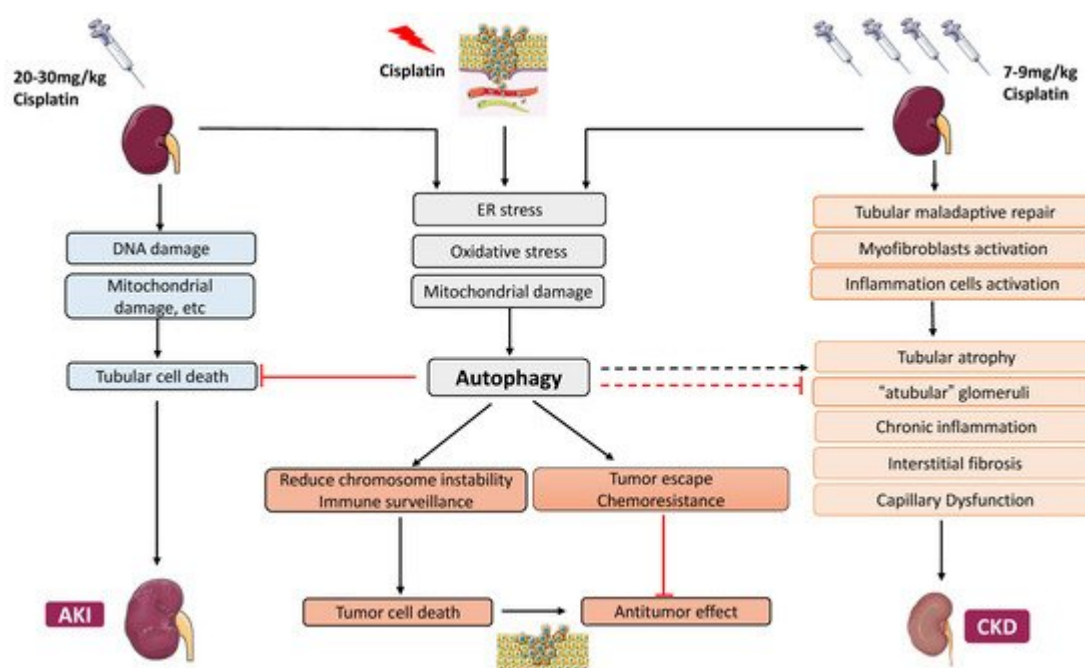 20-30mg/kg
Cisplatin
Cisplatin
7-9mg/kg
Cisplatin
ER stress
Oxidative stress
Mitochondrial damage
DNA damage
Mitochondrial
damage, etc
Tubular cell death
Tubular maladaptive repair
Myofibroblasts activation
Inflammation cells activation
Autophagy
Tubular atrophy
"atubular" glomeruli
Chronic inflammation
Interstitial fibrosis
Capillary Dysfunction
Reduce chromosome instability
Immune surveillance
Tumor escape
Chemoresistance
Tumor cell death
Antitumor effect
AKI
CKD